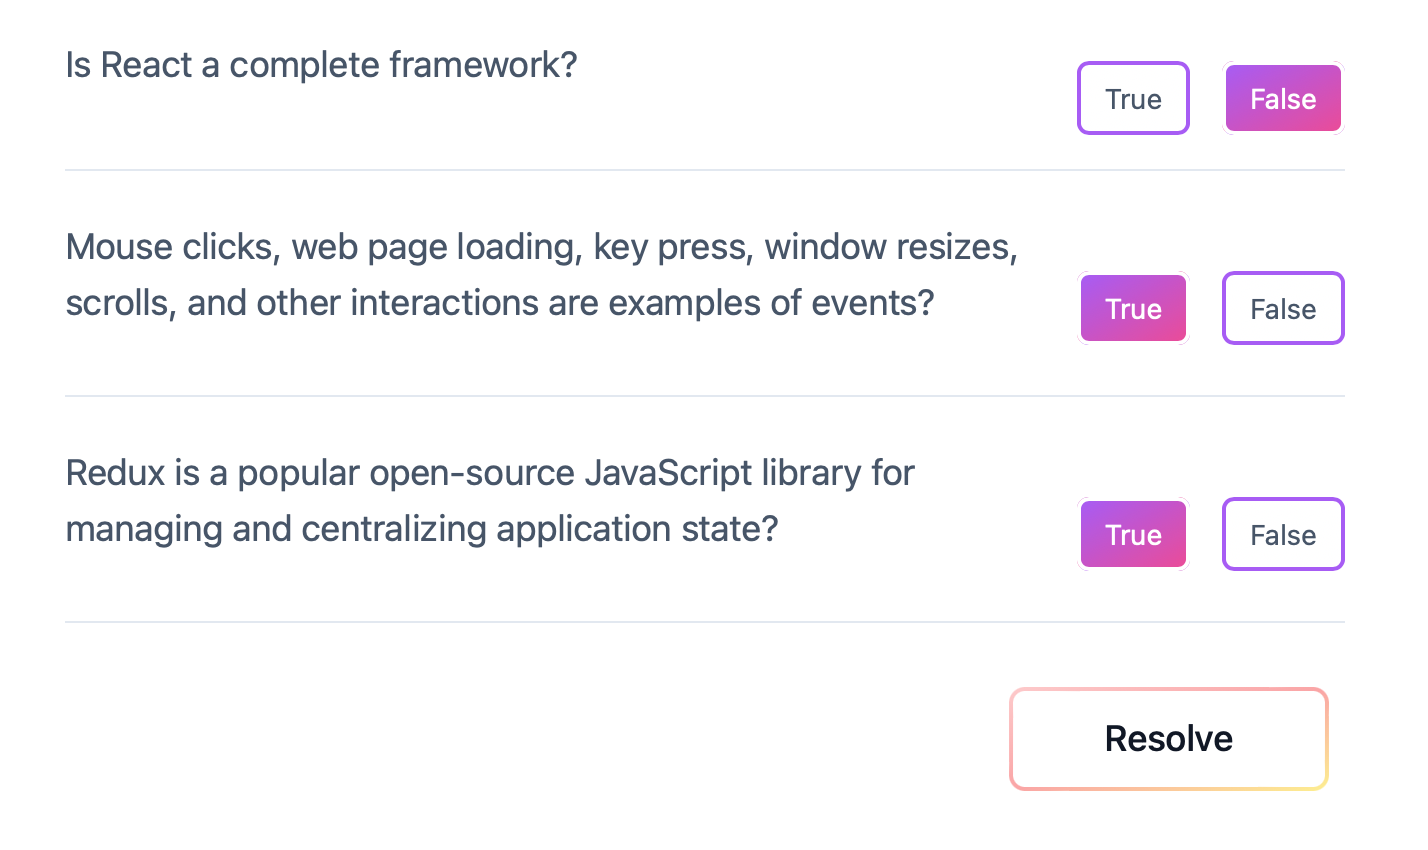 Is React a complete framework?
True False
Mouse clicks, web page loading, key press, window resizes,
scrolls, and other interactions are examples of events?
True False
Redux is a popular open-source JavaScript library for
managing and centralizing application state?
True False
Resolve